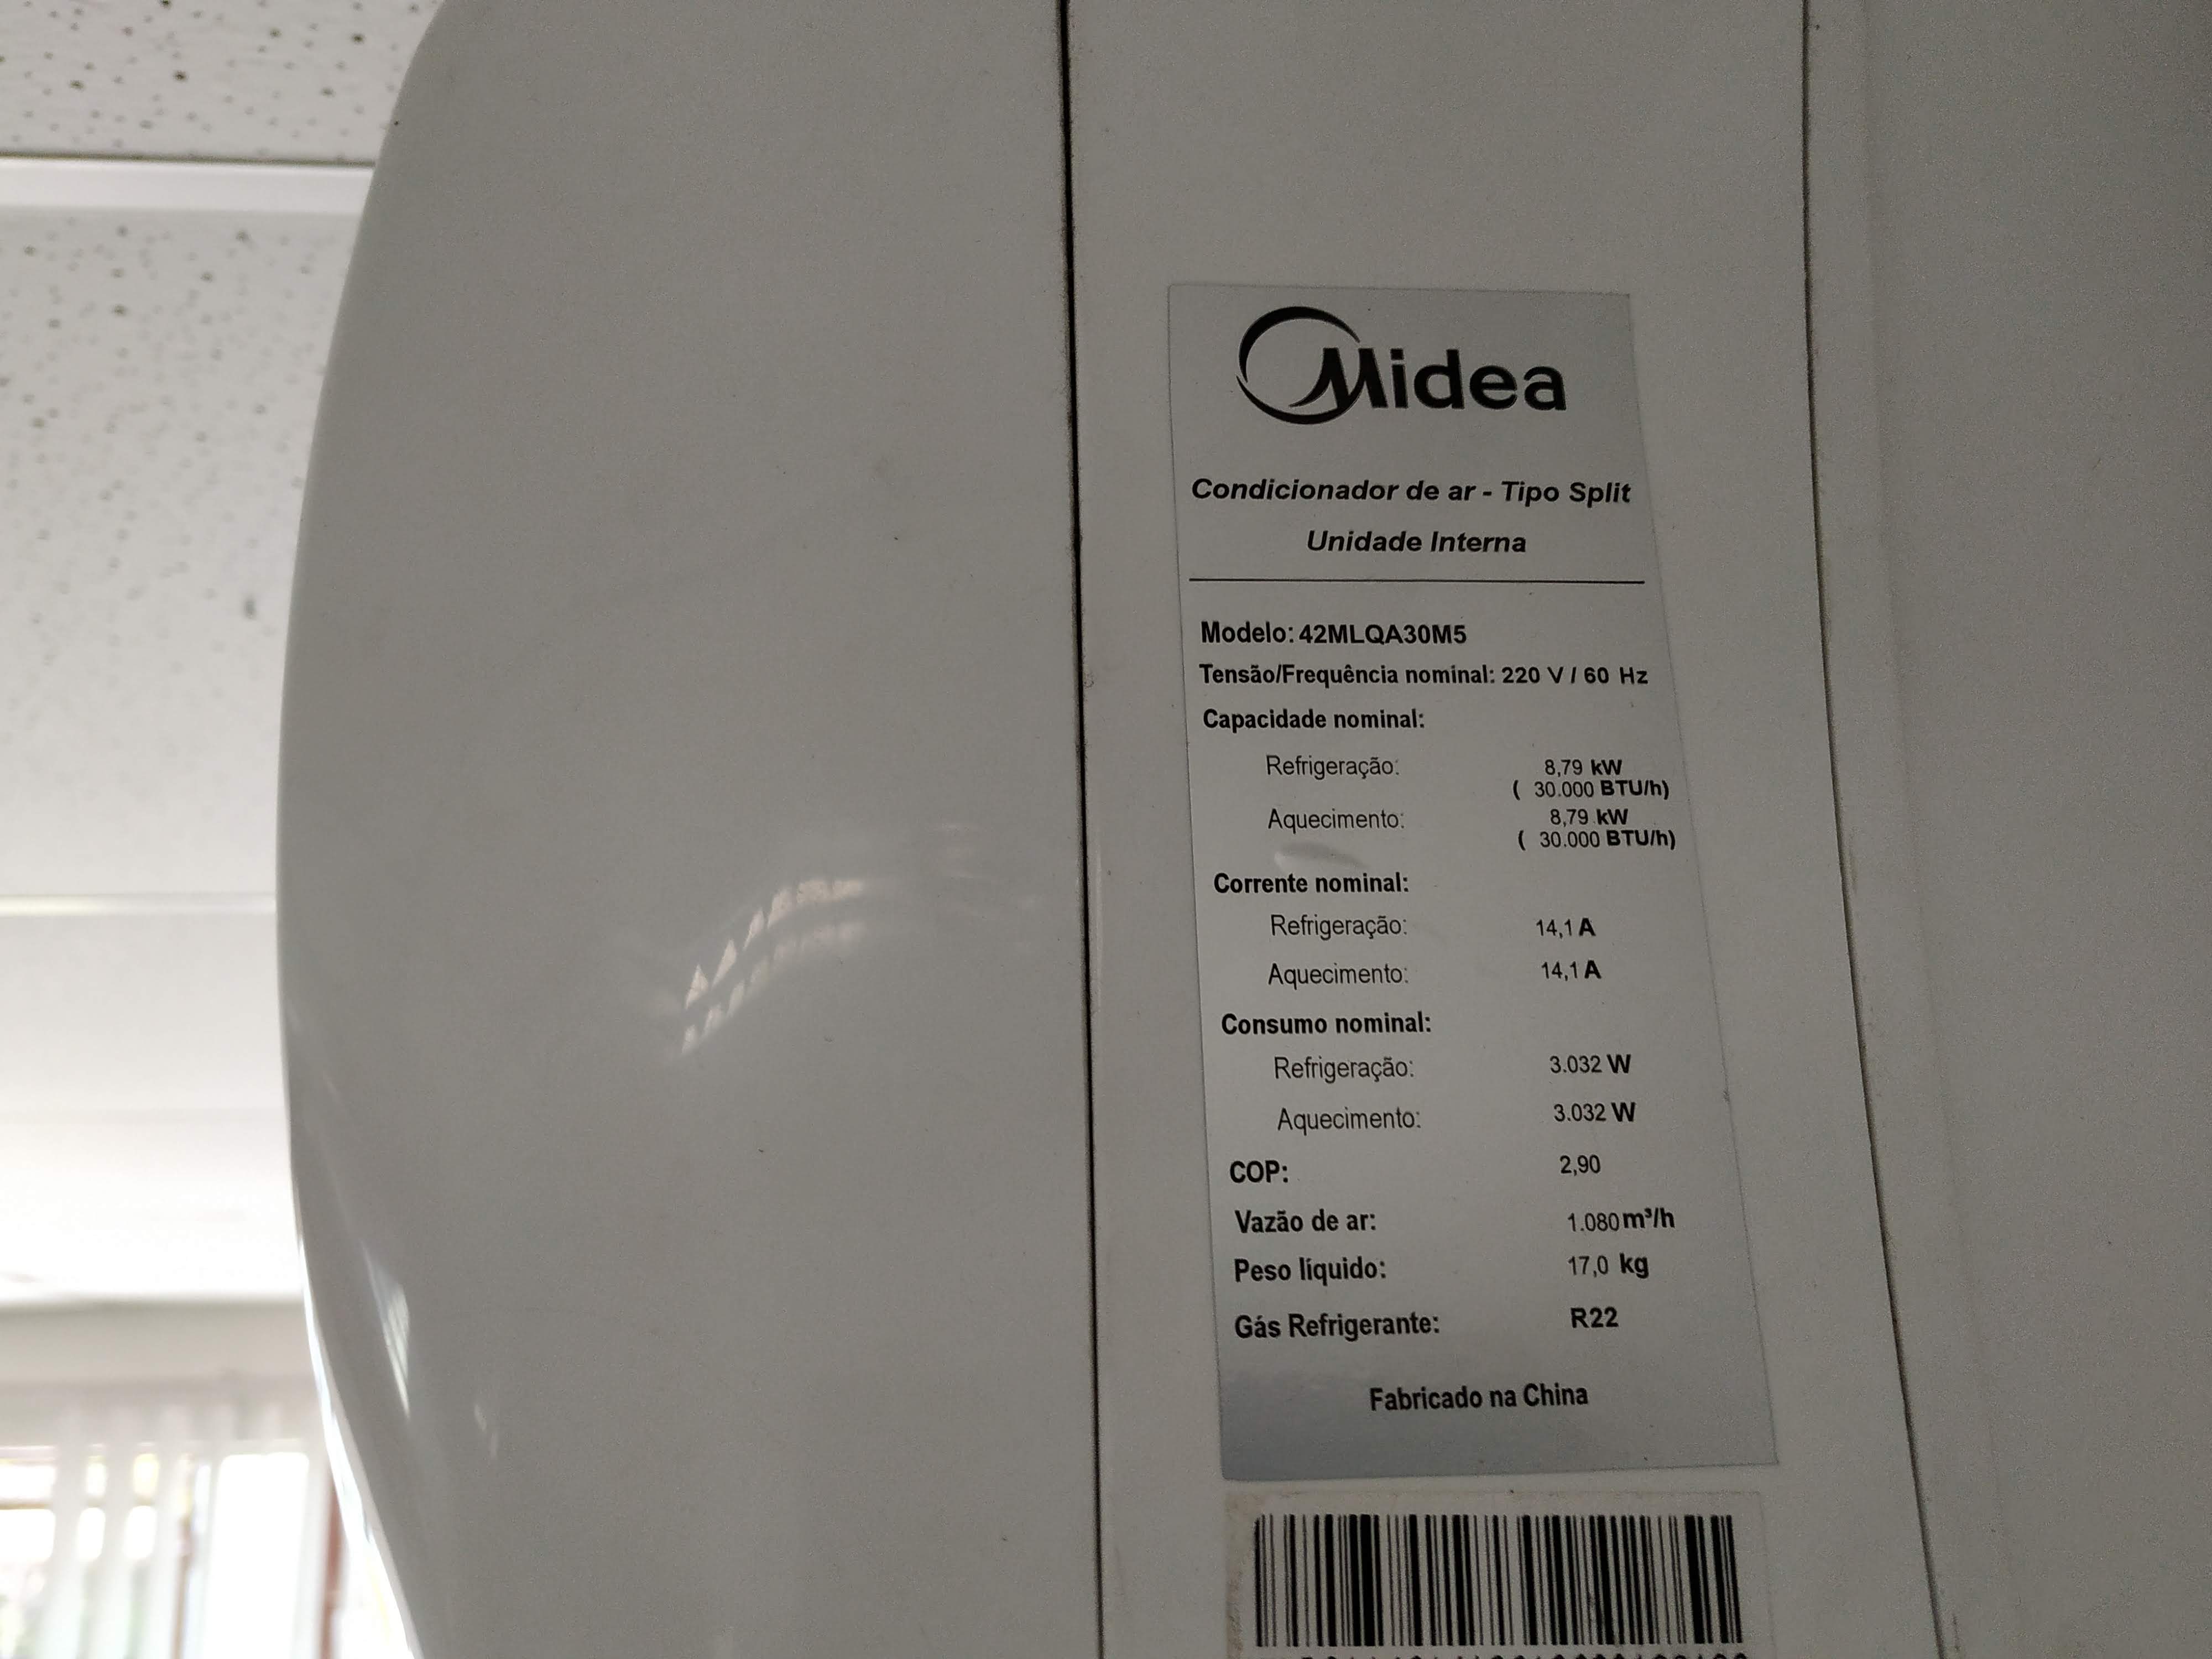 Midea
Condicionador de ar - Tipo Split
Unidade Interna
Modelo: 42MLQA30M5
Tensão/Frequência nominal: 220 V / 60 Hz
Capacidade nominal:
Refrigeração: 8,79 kW
( 30.000 BTU/h)
Aquecimento: 8,79 kW
( 30.000 BTU/h)
Corrente nominal:
Refrigeração: 14,1 A
Aquecimento: 14,1 A
Consumo nominal:
Refrigeração: 3.032 W
Aquecimento: 3.032 W
COP: 2,90
Vazão de ar: 1.080 m³/h
Peso líquido: 17,0 kg
Gás Refrigerante: R22
Fabricado na China